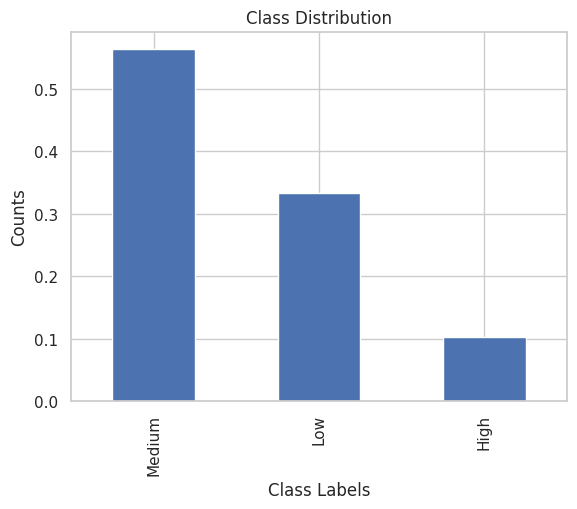 Class Distribution
Counts
0.5
0.4
0.3
0.2
0.1
0.0
Medium
Low
High
Class Labels